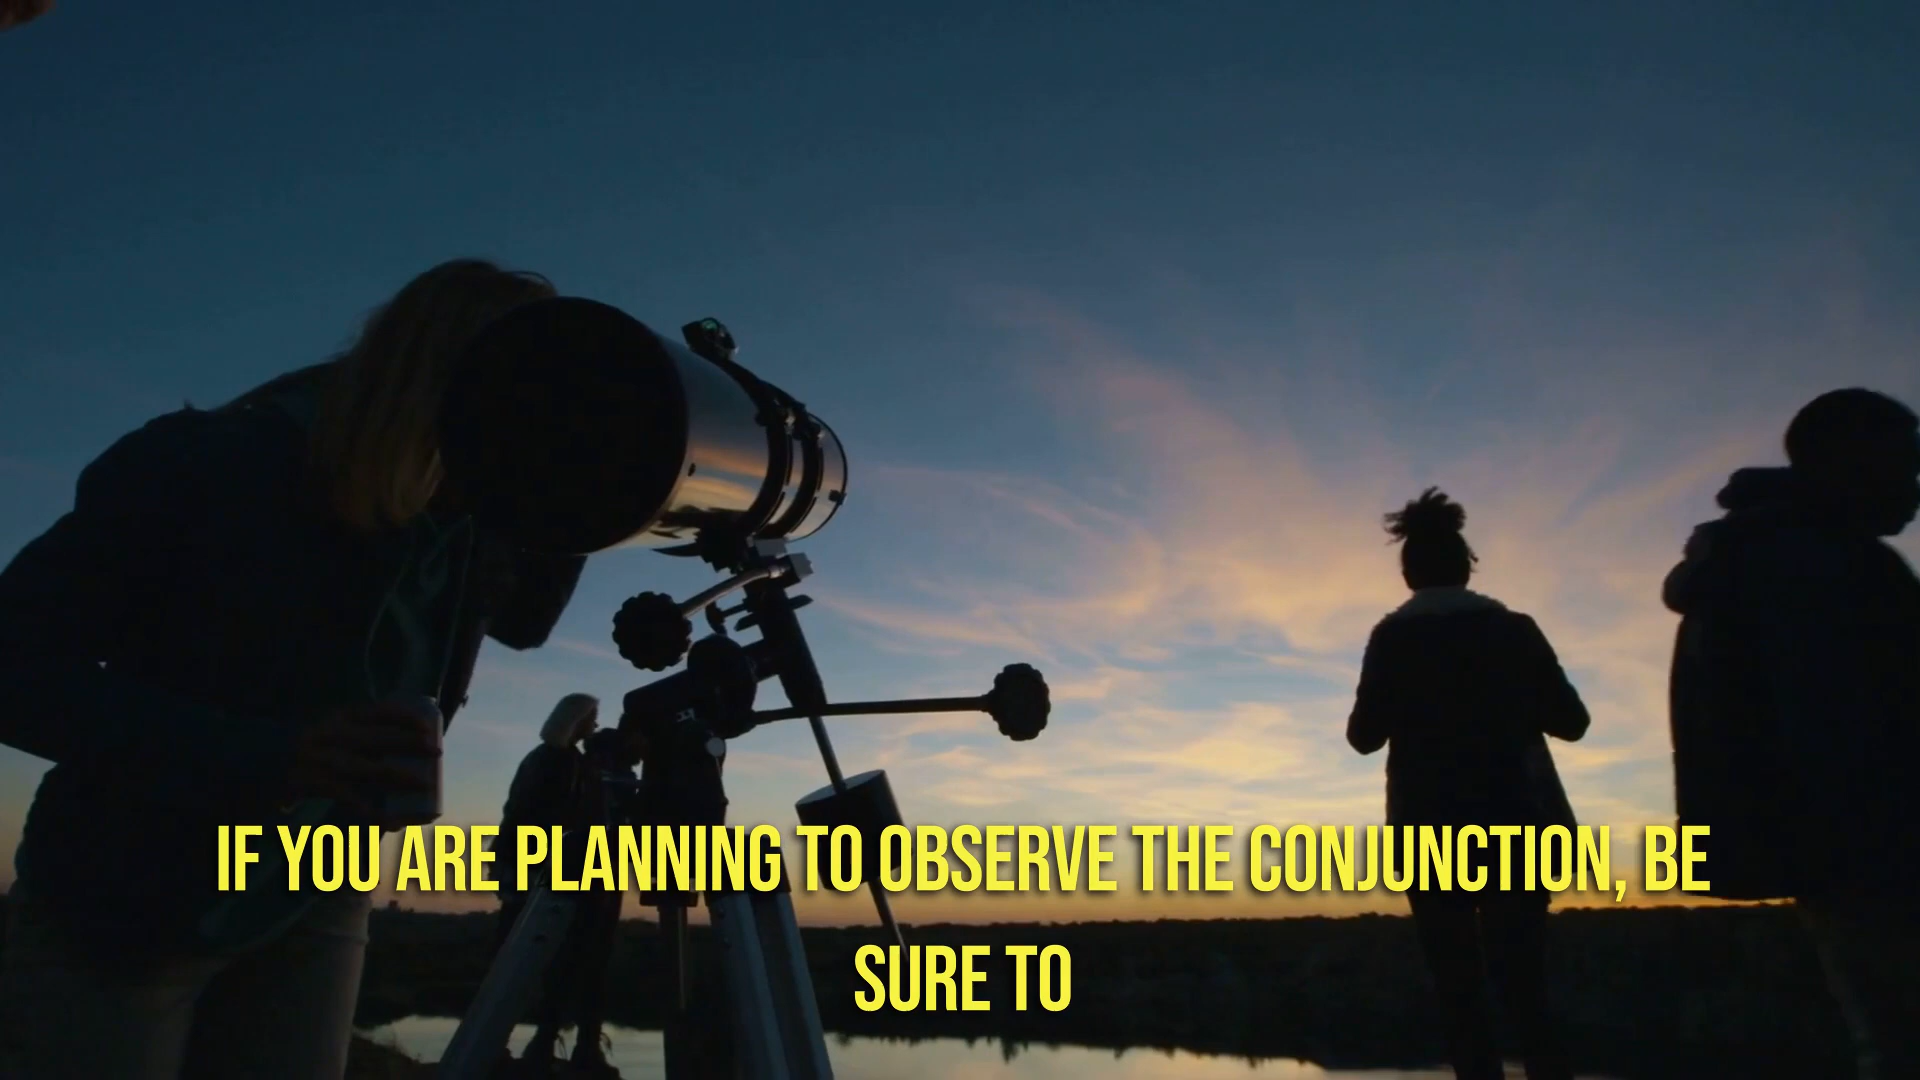 IF YOU ARE PLANNING TO OBSERVE THE CONJUNCTION, BE
SURE TO